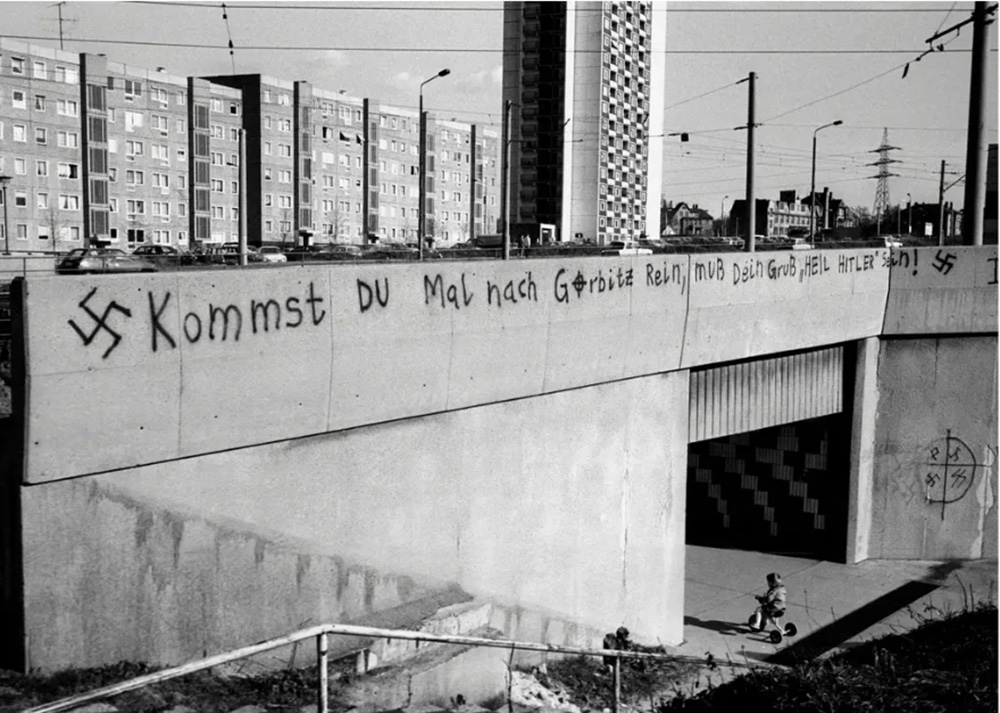 Kommst DU Mal nach Gorbitz Rein, muß Dein Gruß „HEIL HITLER" sein!